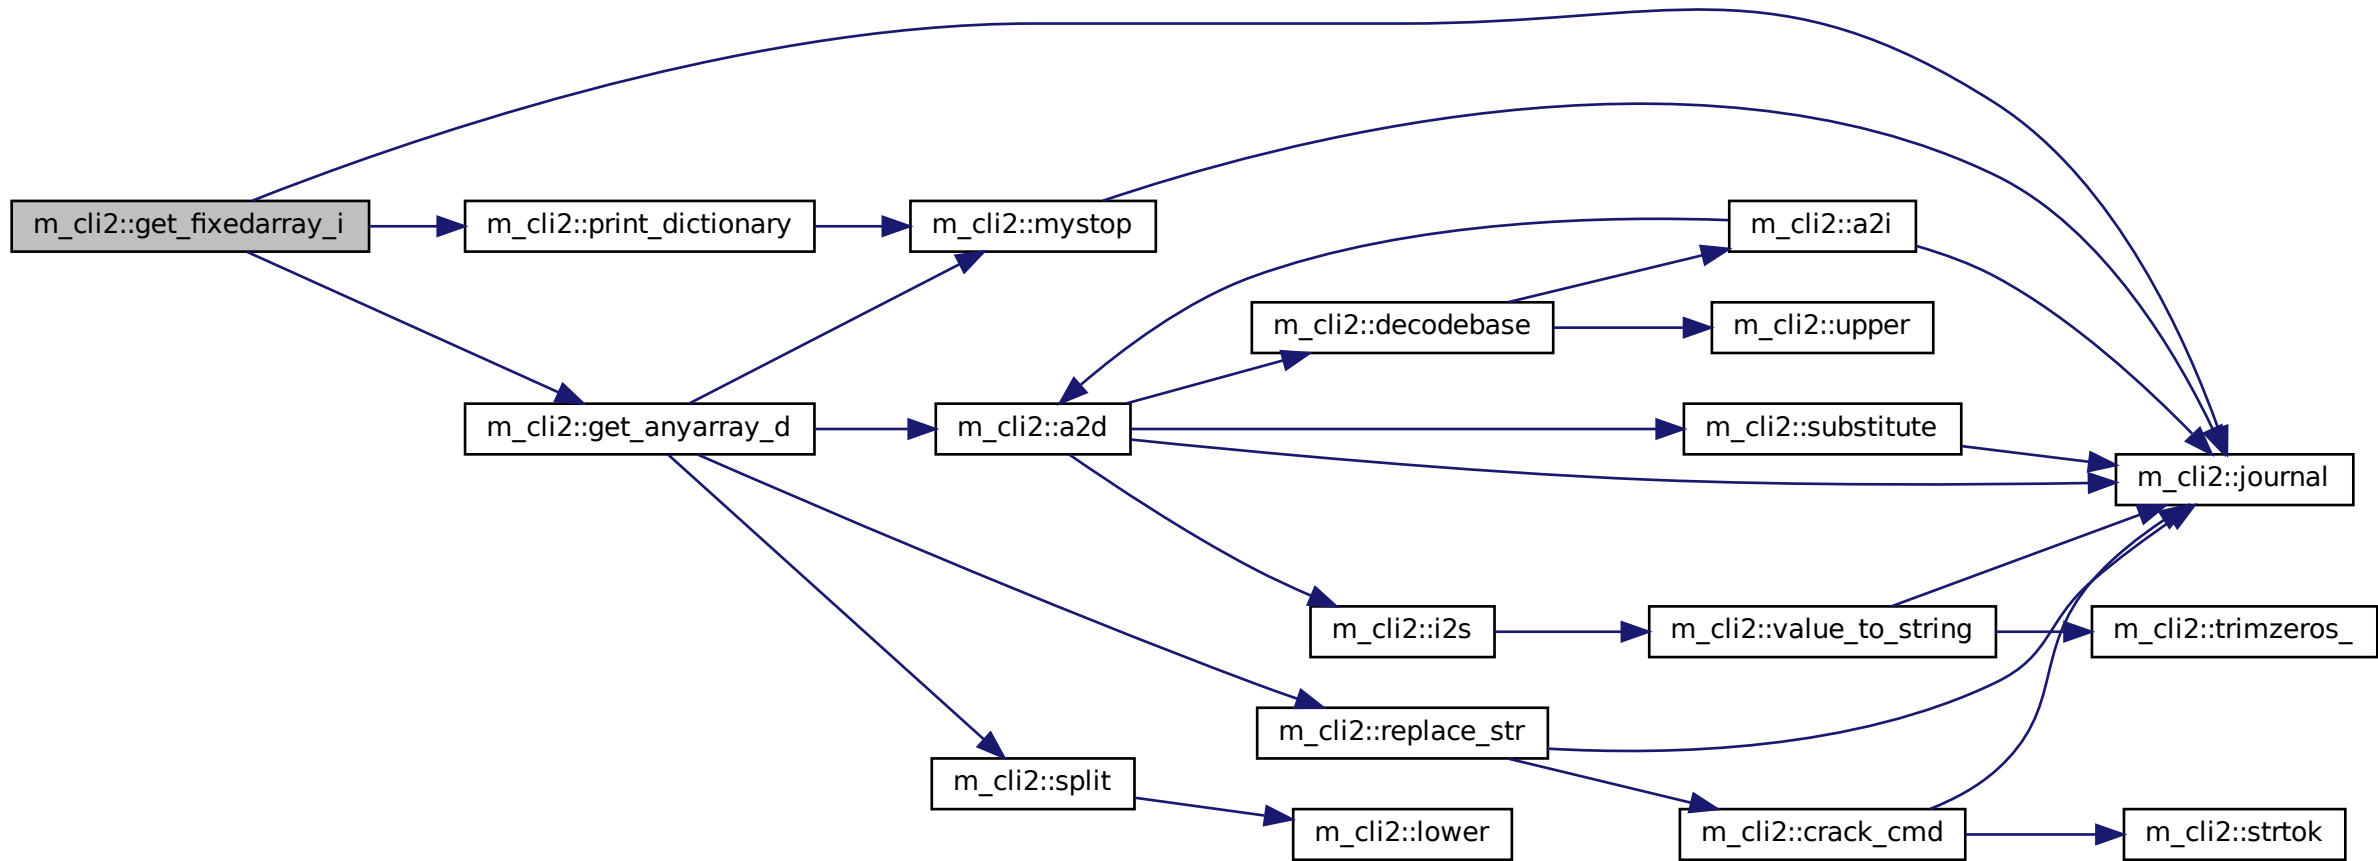 m_cli2::get_fixedarray_i
m_cli2::print_dictionary
m_cli2::mystop
m_cli2::a2i
m_cli2::decodebase
m_cli2::upper
m_cli2::get_anyarray_d
m_cli2::a2d
m_cli2::substitute
m_cli2::journal
m_cli2::i2s
m_cli2::value_to_string
m_cli2::trimzeros_
m_cli2::replace_str
m_cli2::split
m_cli2::lower
m_cli2::crack_cmd
m_cli2::strtok